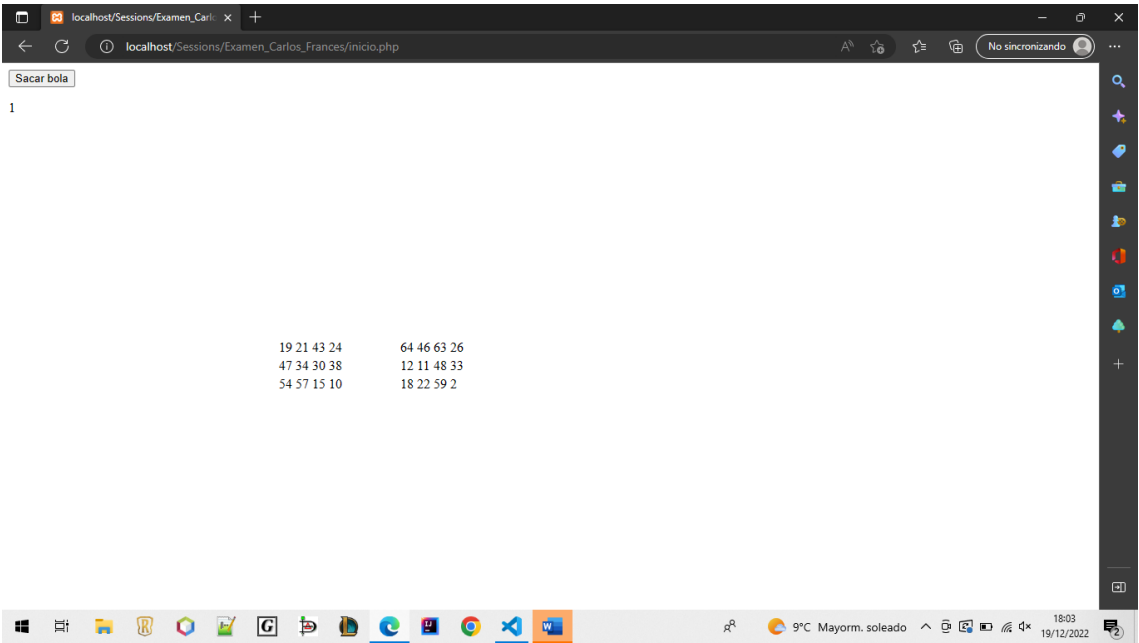 localhost/Sessions/Examen_Carlo
localhost/Sessions/Examen_Carlos_Frances/inicio.php
No sincronizando
Sacar bola
1
19 21 43 24
47 34 30 38
54 57 15 10
64 46 63 26
12 11 48 33
18 22 59 2
9°C Mayorm. soleado
18:03
19/12/2022
2